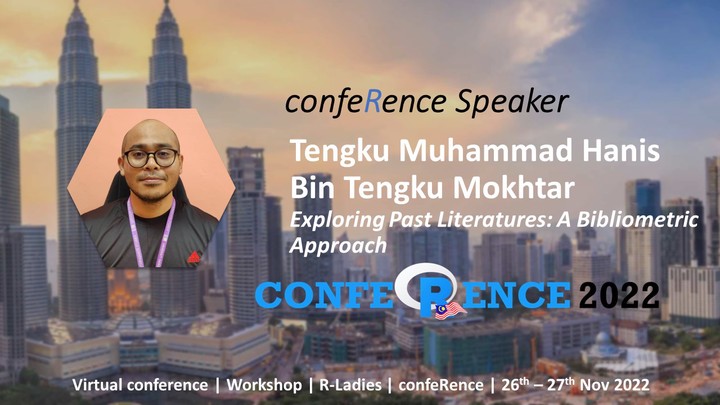 confeRence Speaker
Tengku Muhammad Hanis
Bin Tengku Mokhtar
Exploring Past Literatures: A Bibliometric
Approach
CONFERENCE 2022
Virtual conference | Workshop | R-Ladies | confeRence | 26th – 27th Nov 2022